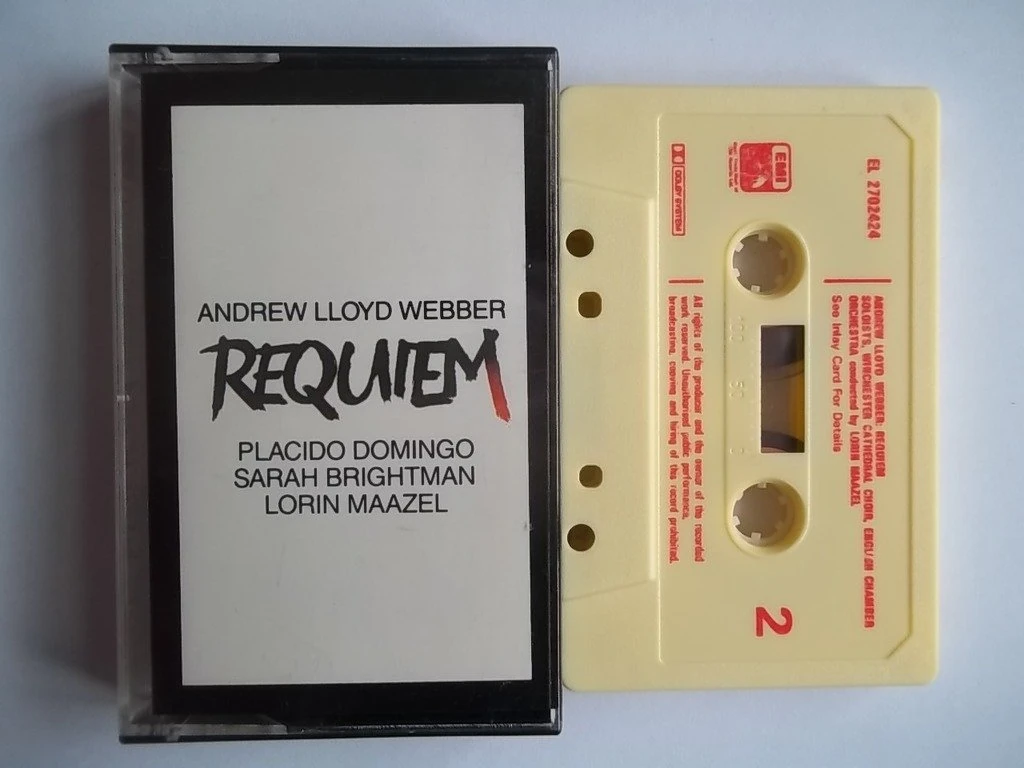 ANDREW LLOYD WEBBER
REQUIEM
PLACIDO DOMINGO
SARAH BRIGHTMAN
LORIN MAAZEL
EL 2702424
EMI
DOLBY SYSTEM
ANDREW LLOYD WEBBER: REQUIEM
SOLOISTS, WINCHESTER CATHEDRAL CHOIR, ENGLISH CHAMBER
ORCHESTRA conducted by LORIN MAAZEL
See Inlay Card For Details
100 50 0
All rights of the producer and the owner of the recorded
work reserved. Unauthorised public performance,
broadcasting, copying and hiring of this record prohibited.
2